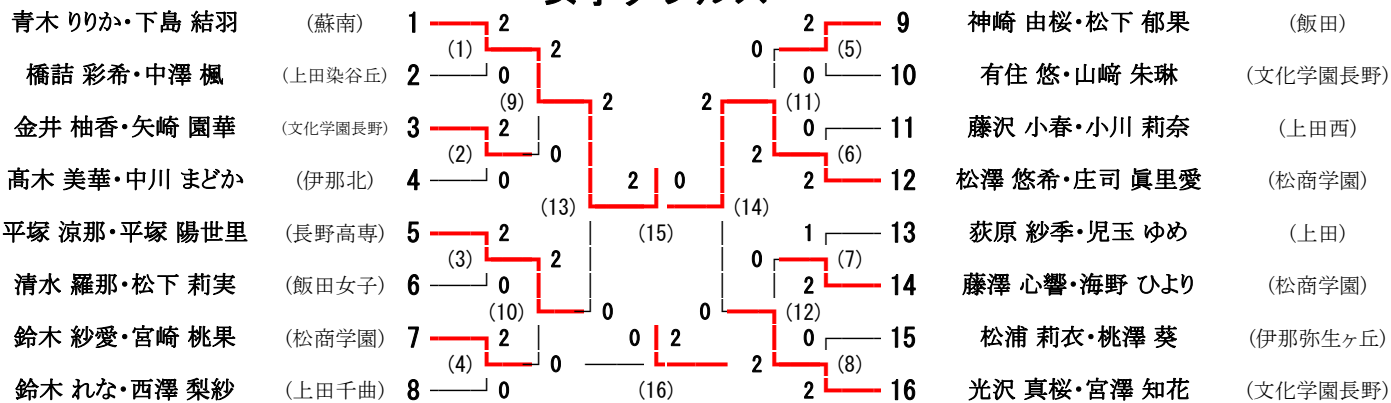 青木 りりか・下島 結羽 (蘇南) 1 2 2 9 神崎 由桜・松下 郁果 (飯田)
(1) 2 0 (5)
橋詰 彩希・中澤 楓 (上田染谷丘) 2 0 0 10 有住 悠・山﨑 朱琳 (文化学園長野)
(9) 2 2 (11)
金井 柚香・矢崎 園華 (文化学園長野) 3 2 0 11 藤沢 小春・小川 莉奈 (上田西)
(2) 0 2 (6)
髙木 美華・中川 まどか (伊那北) 4 0 2 0 2 12 松澤 悠希・庄司 眞里愛 (松商学園)
(13) (14)
平塚 涼那・平塚 陽世里 (長野高専) 5 2 (15) 1 13 荻原 紗季・児玉 ゆめ (上田)
(3) 2 0 (7)
清水 羅那・松下 莉実 (飯田女子) 6 0 2 14 藤澤 心響・海野 ひより (松商学園)
(10) 0 0 (12)
鈴木 紗愛・宮崎 桃果 (松商学園) 7 2 0 2 0 15 松浦 莉衣・桃澤 葵 (伊那弥生ヶ丘)
(4) 0 2 (8)
鈴木 れな・西澤 梨紗 (上田千曲) 8 0 (16) 2 16 光沢 真桜・宮澤 知花 (文化学園長野)